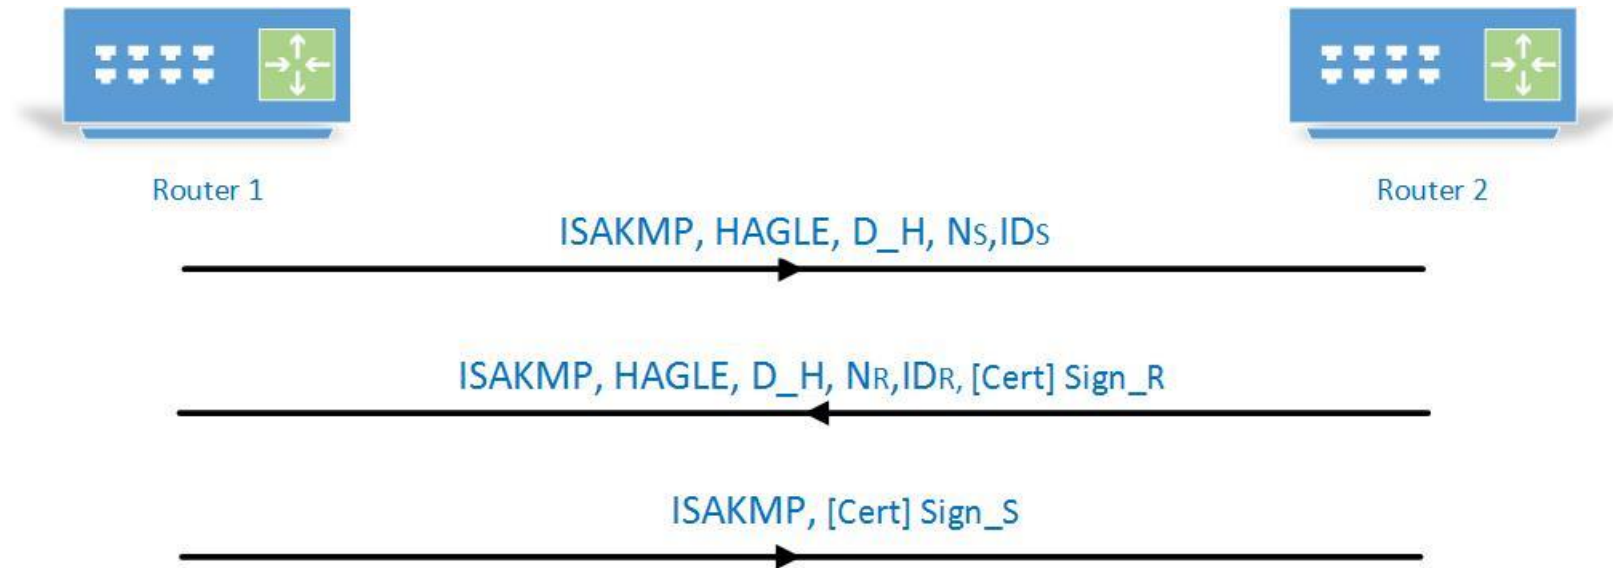 Router 1
Router 2
ISAKMP, HAGLE, D_H, Ns,IDs
ISAKMP, HAGLE, D_H, NR,IDR, [Cert] Sign_R
ISAKMP, [Cert] Sign_S